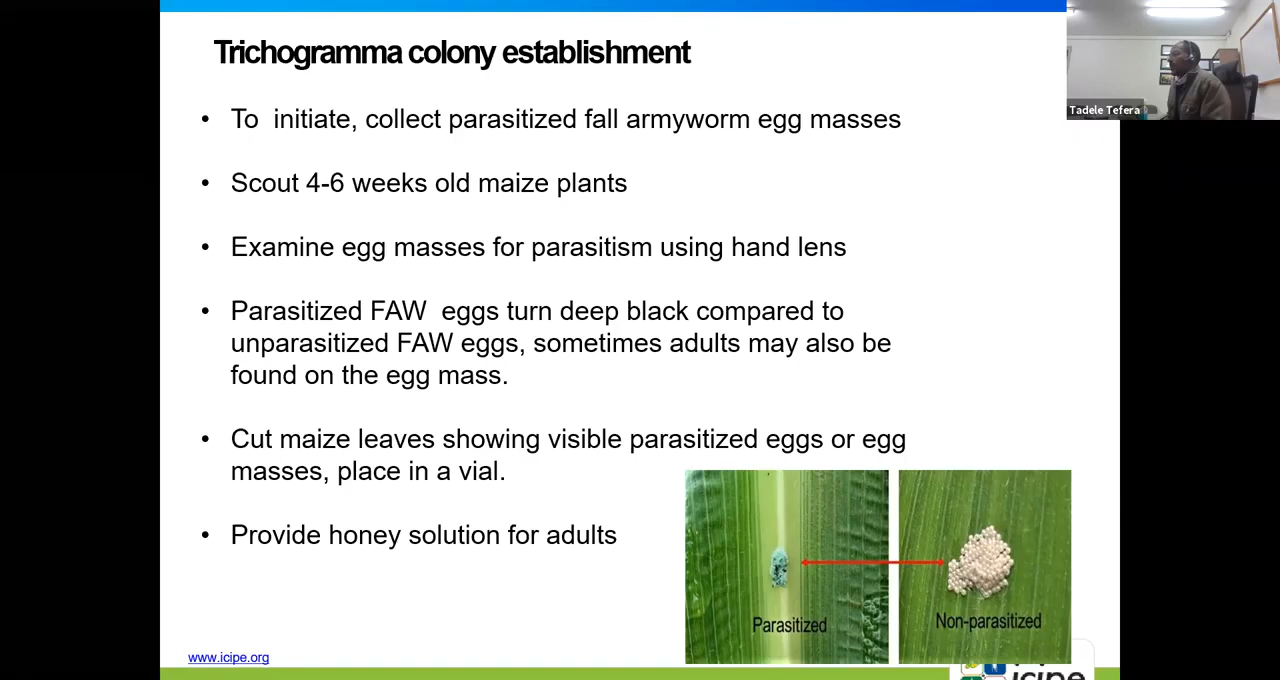 Trichogramma colony establishment
Tadele Tefera
• To initiate, collect parasitized fall armyworm egg masses
• Scout 4-6 weeks old maize plants
• Examine egg masses for parasitism using hand lens
• Parasitized FAW eggs turn deep black compared to
unparasitized FAW eggs, sometimes adults may also be
found on the egg mass.
• Cut maize leaves showing visible parasitized eggs or egg
masses, place in a vial.
• Provide honey solution for adults
Parasitized
Non-parasitized
www.icipe.org
icipe